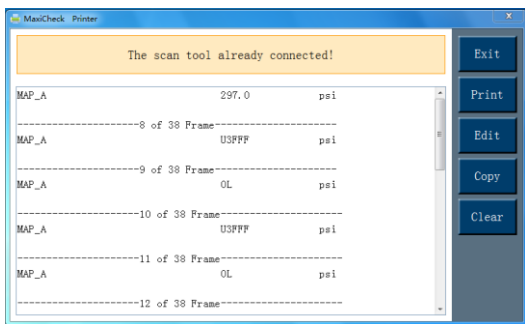 MaxiCheck Printer
The scan tool already connected!
MAP_A 297.0 psi
---------------------8 of 38 Frame---------------------
MAP_A U3FFF psi
---------------------9 of 38 Frame---------------------
MAP_A OL psi
---------------------10 of 38 Frame---------------------
MAP_A U3FFF psi
---------------------11 of 38 Frame---------------------
MAP_A OL psi
---------------------12 of 38 Frame---------------------
Exit
Print
Edit
Copy
Clear